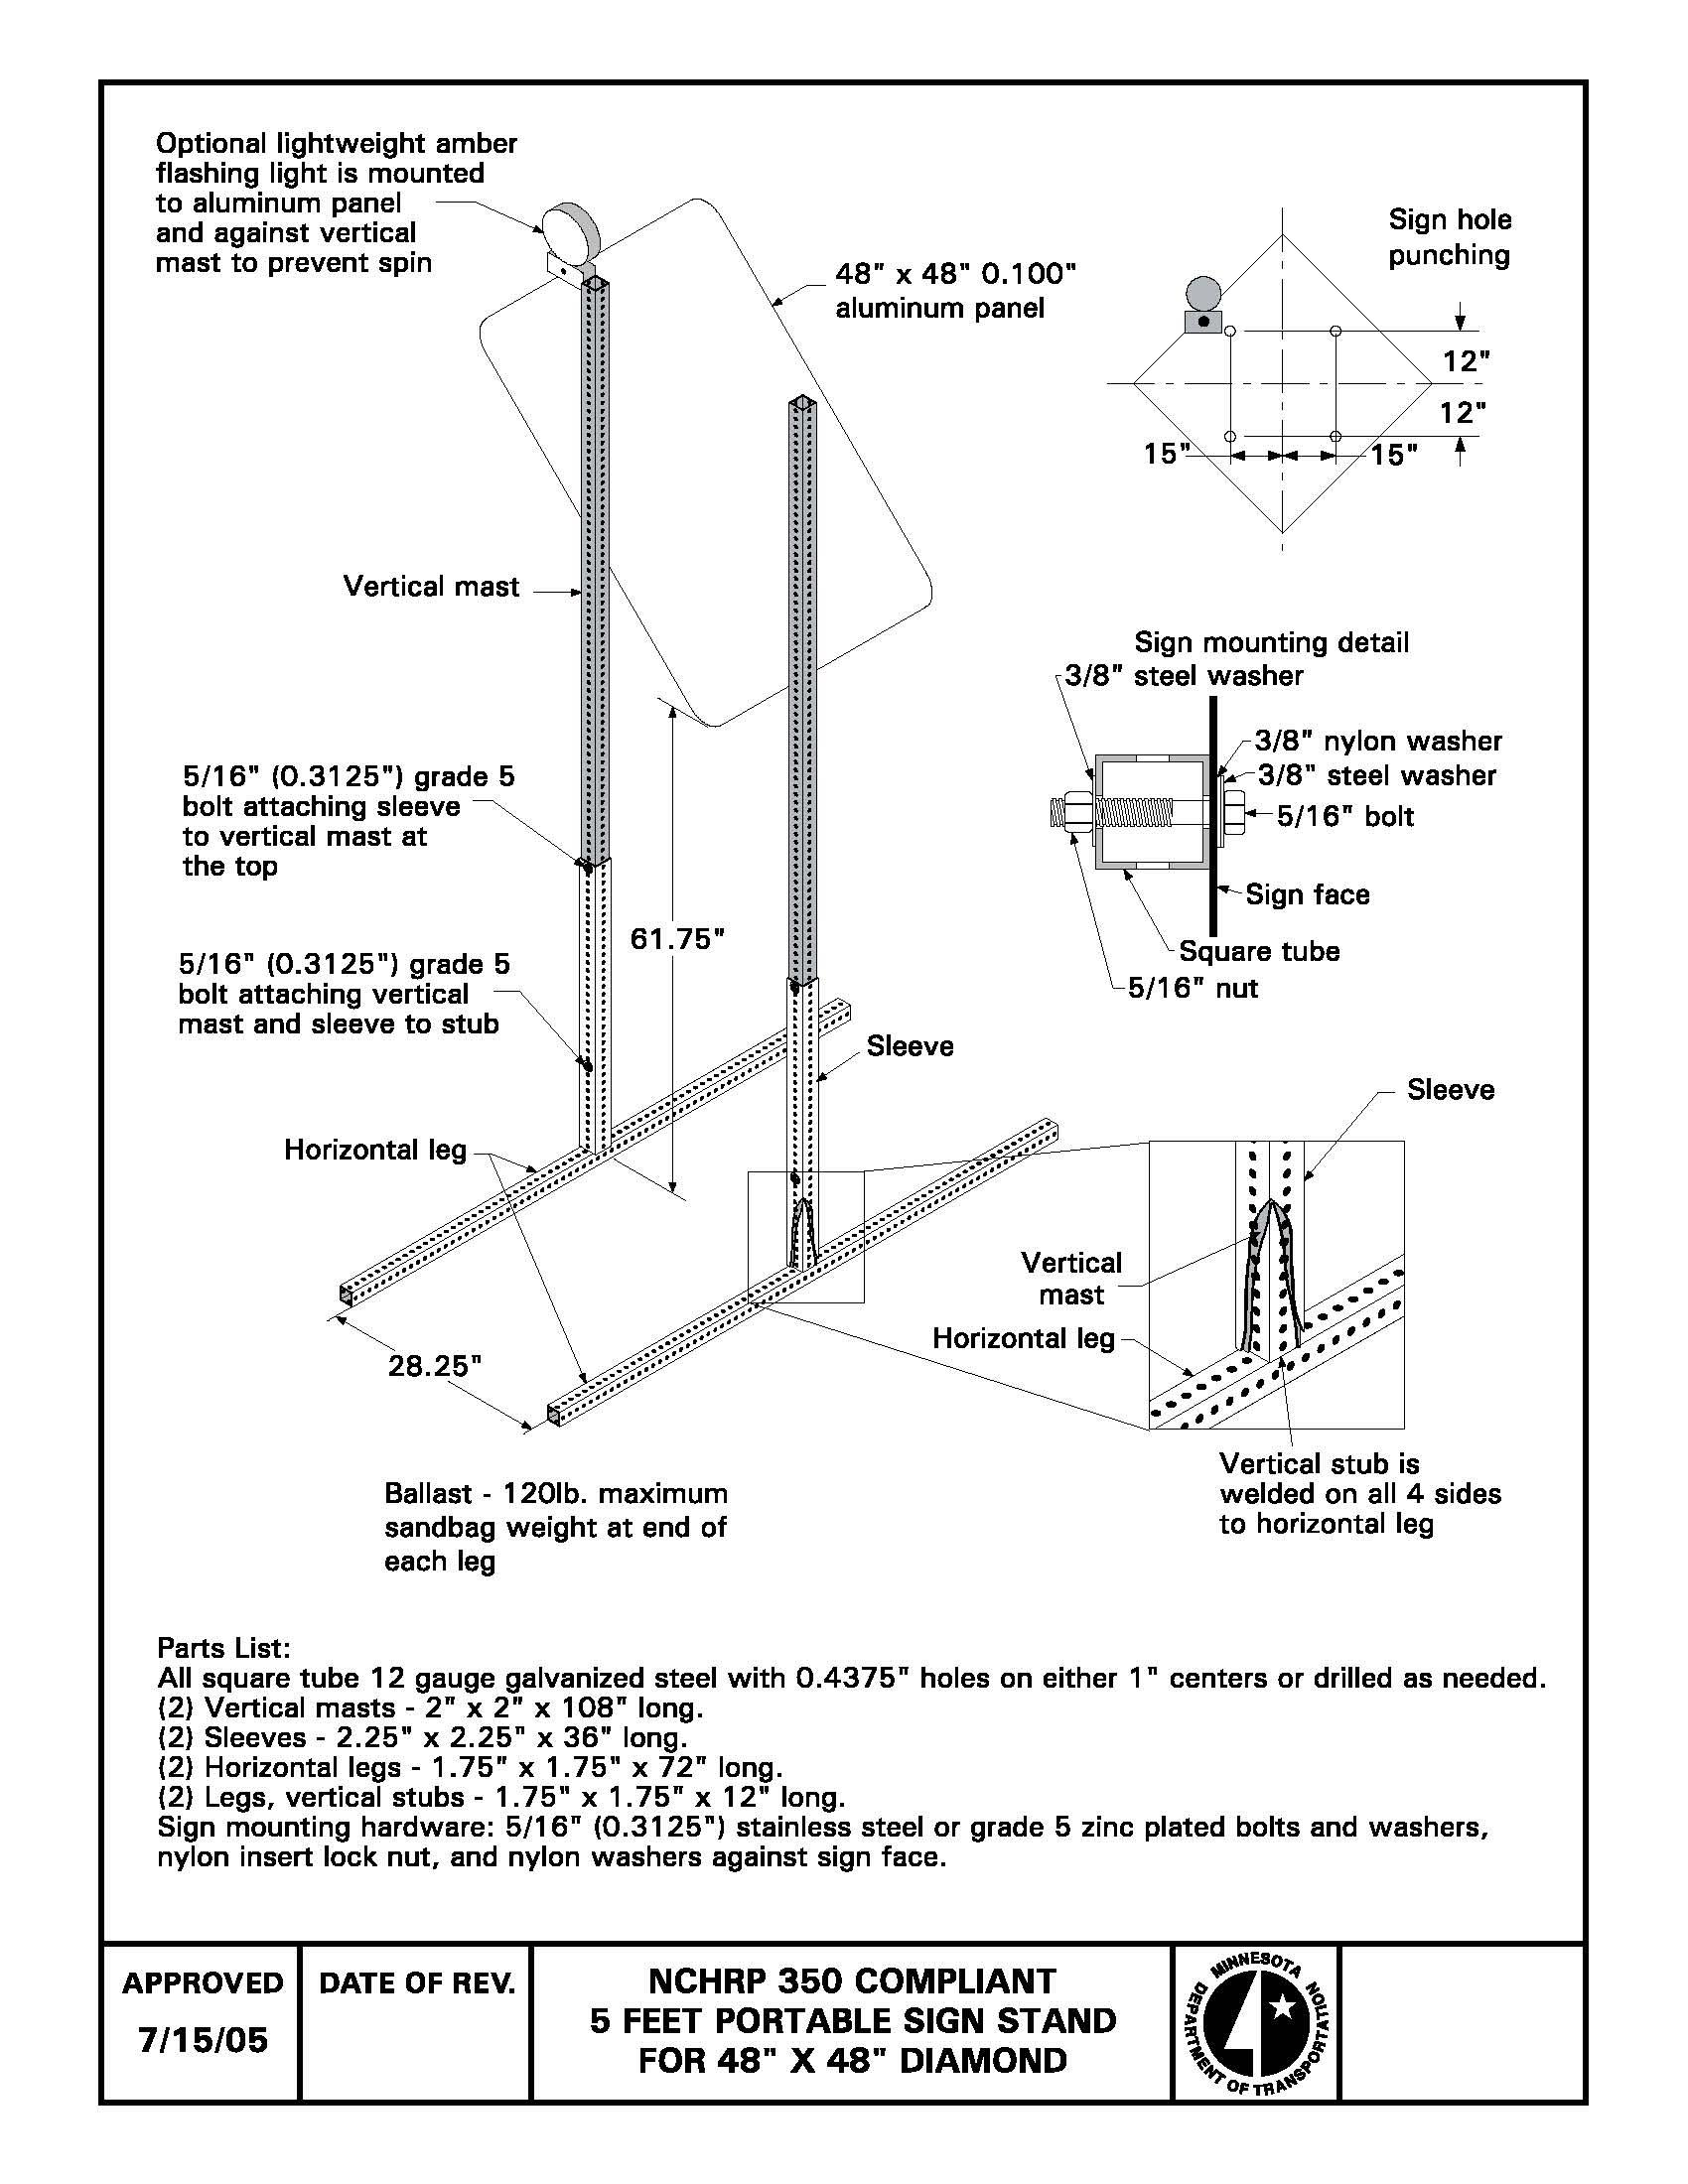 Optional lightweight amber
flashing light is mounted
to aluminum panel
and against vertical
mast to prevent spin
48" x 48" 0.100"
aluminum panel
Sign hole
punching
12"
12"
15"
15"
Vertical mast
Sign mounting detail
3/8" steel washer
3/8" nylon washer
3/8" steel washer
5/16" bolt
Sign face
Square tube
5/16" nut
5/16" (0.3125") grade 5
bolt attaching sleeve
to vertical mast at
the top
61.75"
5/16" (0.3125") grade 5
bolt attaching vertical
mast and sleeve to stub
Sleeve
Sleeve
Horizontal leg
Vertical
mast
Horizontal leg
28.25"
Vertical stub is
welded on all 4 sides
to horizontal leg
Ballast - 120lb. maximum
sandbag weight at end of
each leg
Parts List:
All square tube 12 gauge galvanized steel with 0.4375" holes on either 1" centers or drilled as needed.
(2) Vertical masts - 2" x 2" x 108" long.
(2) Sleeves - 2.25" x 2.25" x 36" long.
(2) Horizontal legs - 1.75" x 1.75" x 72" long.
(2) Legs, vertical stubs - 1.75" x 1.75" x 12" long.
Sign mounting hardware: 5/16" (0.3125") stainless steel or grade 5 zinc plated bolts and washers,
nylon insert lock nut, and nylon washers against sign face.
APPROVED
7/15/05
DATE OF REV.
NCHRP 350 COMPLIANT
5 FEET PORTABLE SIGN STAND
FOR 48" X 48" DIAMOND
MINNESOTA
DEPARTMENT OF TRANSPORTATION